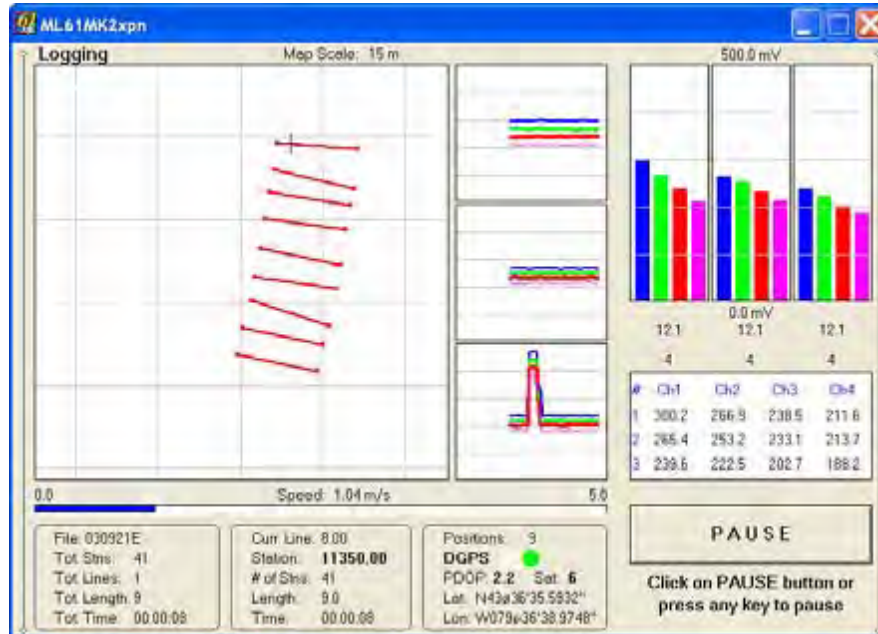 ML61MK2xpn
Logging
Map Scale: 15 m
500.0 mV
0.0 mV
12.1 12.1 12.1
4 4 4
# Ch1 Ch2 Ch3 Ch4
1 300.2 266.9 238.5 211.6
2 265.4 253.2 233.1 213.7
3 239.6 222.5 202.7 188.2
0.0 Speed: 1.04 m/s 5.0
File: 030921E
Tot. Stns: 41
Tot. Lines: 1
Tot. Length: 9
Tot. Time: 00:00:08
Curr. Line: 8.00
Station: 11350.00
# of Stns: 41
Length: 9.0
Time: 00:00:08
Positions: 9
DGPS
PDOP: 2.2 Sat: 6
Lat: N43ø36'35.5932"
Lon: W079ø36'38.9748"
PAUSE
Click on PAUSE button or
press any key to pause